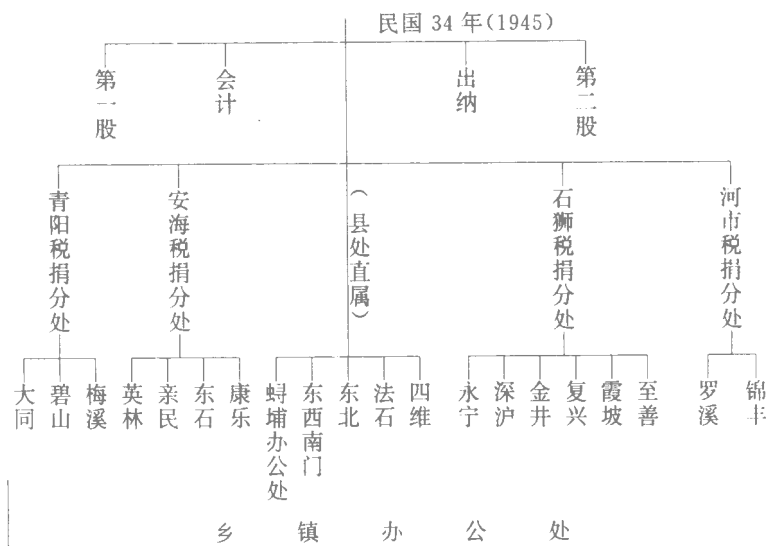 民国 34 年(1945)
第一股
会计
出纳
第二股
青阳税捐分处
安海税捐分处
(县处直属)
石狮税捐分处
河市税捐分处
大同
碧山
梅溪
英林
亲民
东石
康乐
蟳埔办公处
东西南门
东北
法石
四维
永宁
深沪
金井
复兴
霞坡
至善
罗溪
锦丰
乡镇办公处